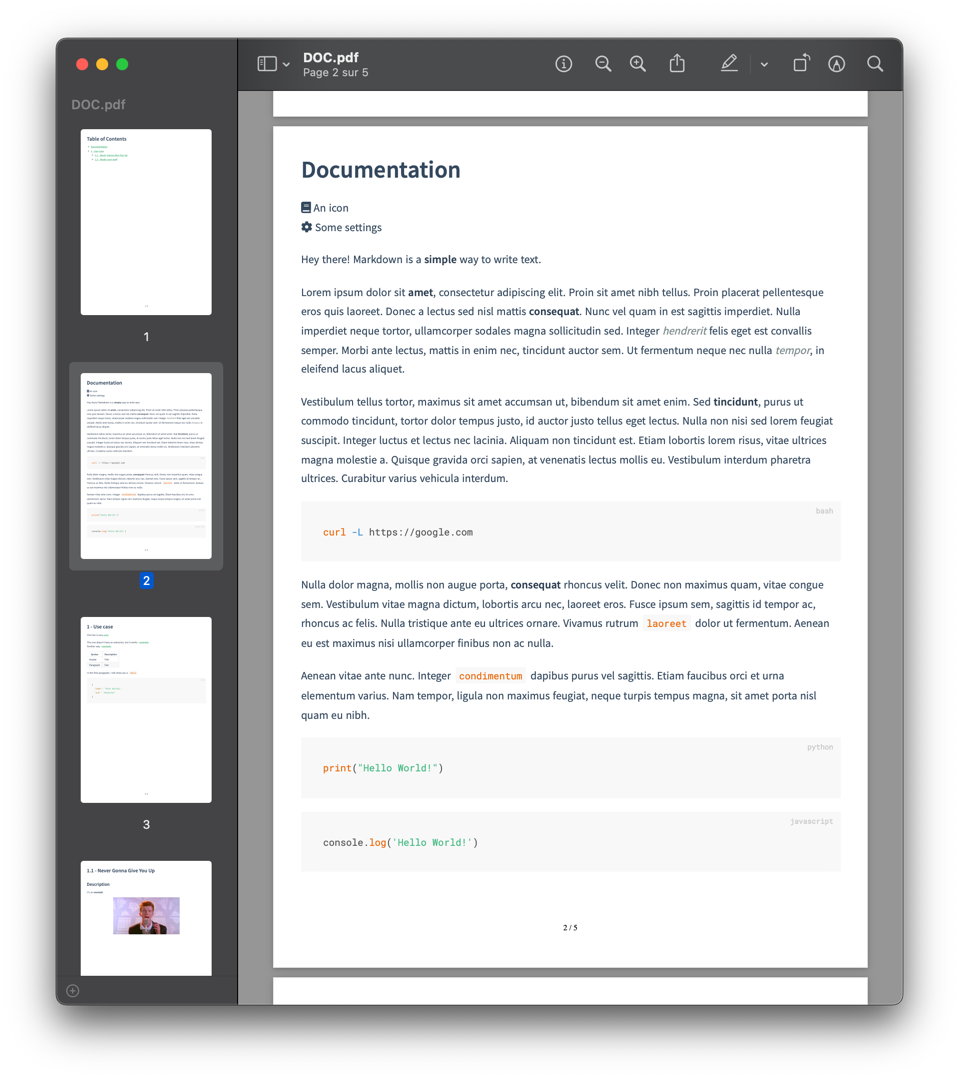 DOC.pdf
Page 2 sur 5
DOC.pdf
Table of Contents
1
Documentation
2
1 - Use case
3
1.1 - Never Gonna Give You Up
Description
Documentation
An icon
Some settings
Hey there! Markdown is a simple way to write text.
Lorem ipsum dolor sit amet, consectetur adipiscing elit. Proin sit amet nibh tellus. Proin placerat pellentesque
eros quis laoreet. Donec a lectus sed nisl mattis consequat. Nunc vel quam in est sagittis imperdiet. Nulla
imperdiet neque tortor, ullamcorper sodales magna sollicitudin sed. Integer hendrerit felis eget est convallis
semper. Morbi ante lectus, mattis in enim nec, tincidunt auctor sem. Ut fermentum neque nec nulla tempor, in
eleifend lacus aliquet.
Vestibulum tellus tortor, maximus sit amet accumsan ut, bibendum sit amet enim. Sed tincidunt, purus ut
commodo tincidunt, tortor dolor tempus justo, id auctor justo tellus eget lectus. Nulla non nisi sed lorem feugiat
suscipit. Integer luctus et lectus nec lacinia. Aliquam non tincidunt est. Etiam lobortis lorem risus, vitae ultrices
magna molestie a. Quisque gravida orci sapien, at venenatis lectus mollis eu. Vestibulum interdum pharetra
ultrices. Curabitur varius vehicula interdum.
bash
curl -L https://google.com
Nulla dolor magna, mollis non augue porta, consequat rhoncus velit. Donec non maximus quam, vitae congue
sem. Vestibulum vitae magna dictum, lobortis arcu nec, laoreet eros. Fusce ipsum sem, sagittis id tempor ac,
rhoncus ac felis. Nulla tristique ante eu ultrices ornare. Vivamus rutrum laoreet dolor ut fermentum. Aenean
eu est maximus nisi ullamcorper finibus non ac nulla.
Aenean vitae ante nunc. Integer condimentum dapibus purus vel sagittis. Etiam faucibus orci et urna
elementum varius. Nam tempor, ligula non maximus feugiat, neque turpis tempus magna, sit amet porta nisl
quam eu nibh.
python
print("Hello World!")
javascript
console.log('Hello World!')
2 / 5